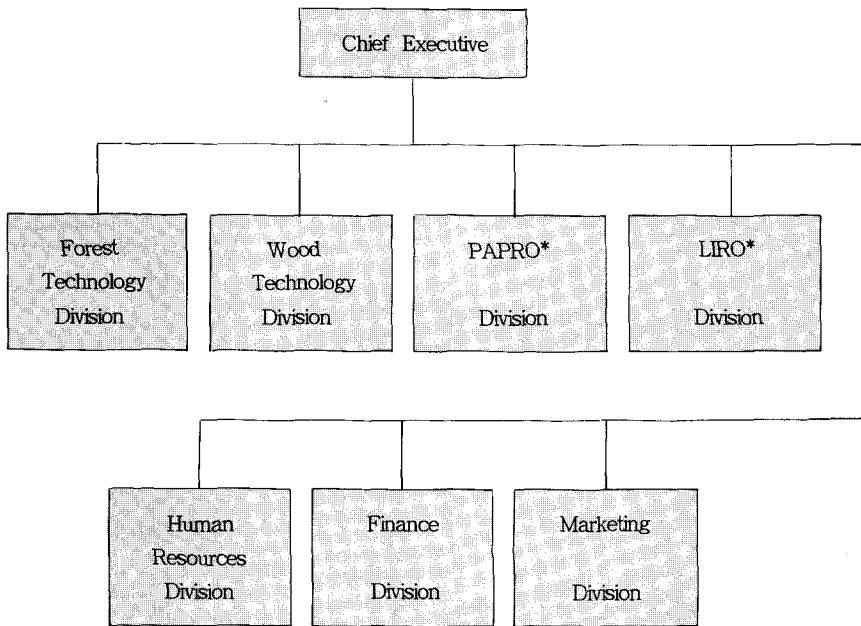 Chief Executive
Forest
Technology
Division
Wood
Technology
Division
PAPRO*
Division
LIRO*
Division
Human
Resources
Division
Finance
Division
Marketing
Division